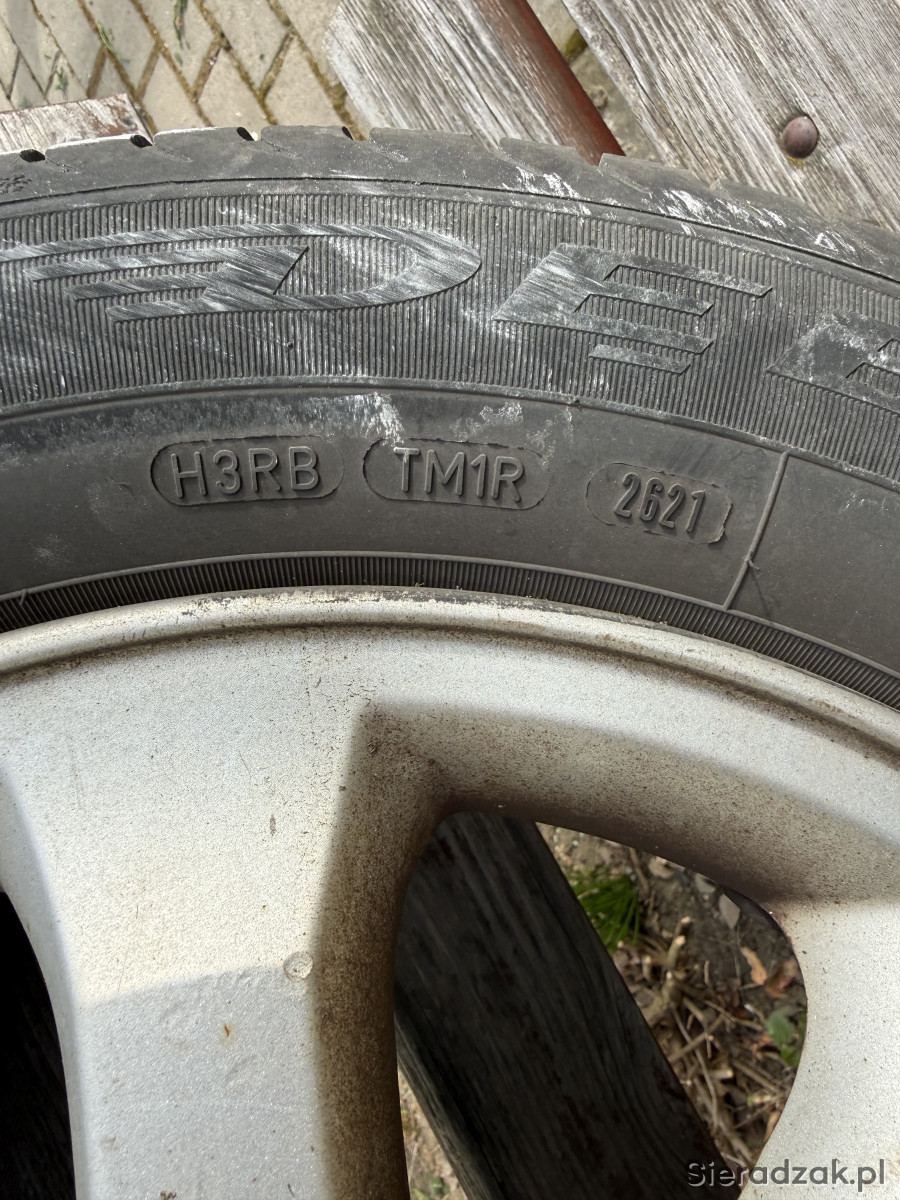 H3RB TM1R 2621
Sieradzak.pl